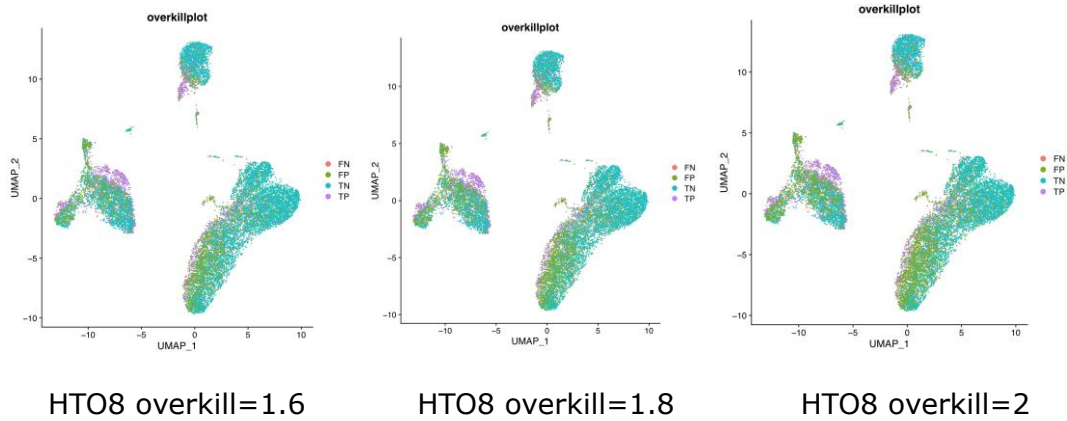 overkillplot
10
5
0
−5
−10
UMAP_2
−10
−5
0
5
10
UMAP_1
FN
FP
TN
TP
HTO8 overkill=1.6
overkillplot
10
5
0
−5
−10
UMAP_2
−10
−5
0
5
10
UMAP_1
FN
FP
TN
TP
HTO8 overkill=1.8
overkillplot
10
5
0
−5
−10
UMAP_2
−10
−5
0
5
10
UMAP_1
FN
FP
TN
TP
HTO8 overkill=2